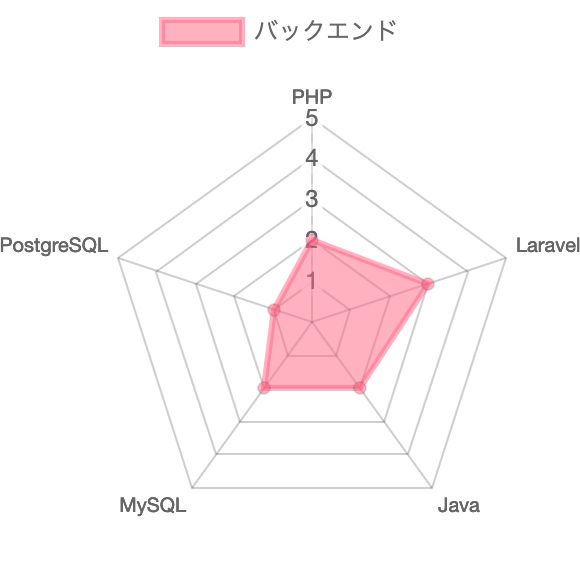 バックエンド
PHP
5
4
3
2
1
PostgreSQL
Laravel
MySQL
Java